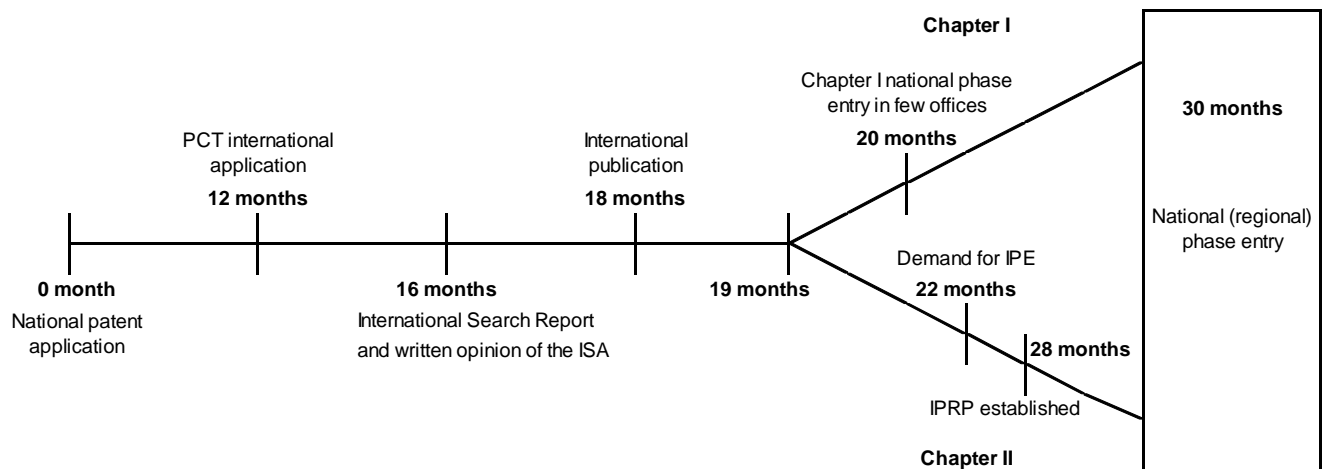 Chapter I
Chapter I national phase
entry in few offices
20 months
30 months
PCT international
application
12 months
International
publication
18 months
National (regional)
phase entry
0 month
National patent
application
16 months
International Search Report
and written opinion of the ISA
19 months
Demand for IPE
22 months
28 months
IPRP established
Chapter II